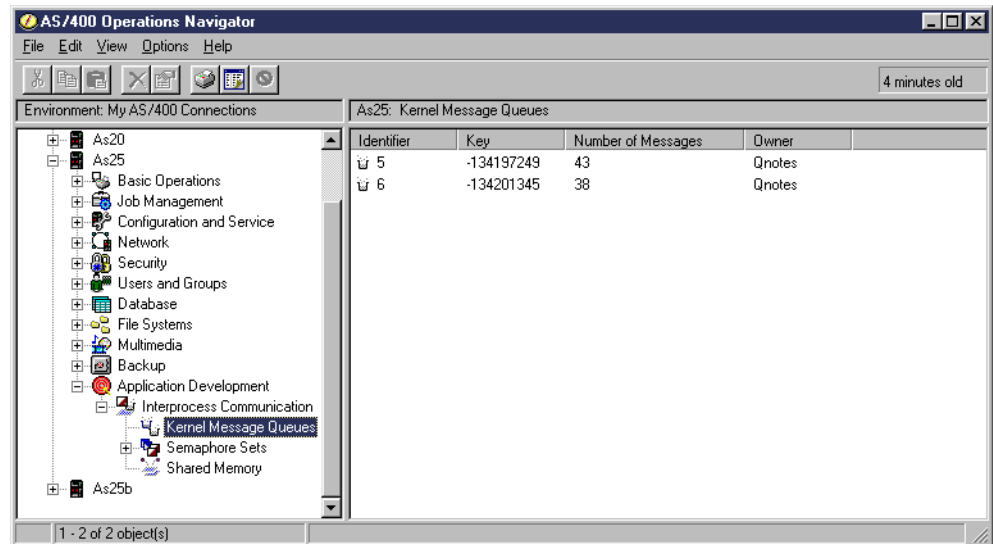 AS/400 Operations Navigator
File Edit View Options Help
4 minutes old
Environment: My AS/400 Connections
As25: Kernel Message Queues
As20
As25
Basic Operations
Job Management
Configuration and Service
Network
Security
Users and Groups
Database
File Systems
Multimedia
Backup
Application Development
Interprocess Communication
Kernel Message Queues
Semaphore Sets
Shared Memory
As25b
Identifier Key Number of Messages Owner
5 -134197249 43 Qnotes
6 -134201345 38 Qnotes
1 - 2 of 2 object(s)